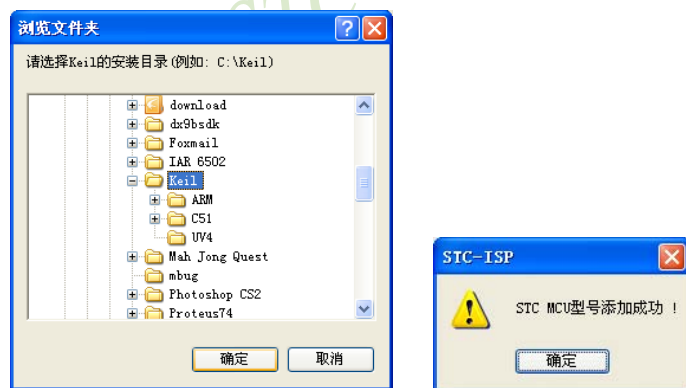 浏览文件夹
请选择Keil的安装目录(例如: C:\Keil)
download
dx9bsdk
Foxmail
IAR 6502
Keil
ARM
C51
UV4
Mah Jong Quest
mbug
Photoshop CS2
Proteus74
确定
取消
STC-ISP
STC MCU型号添加成功 !
确定